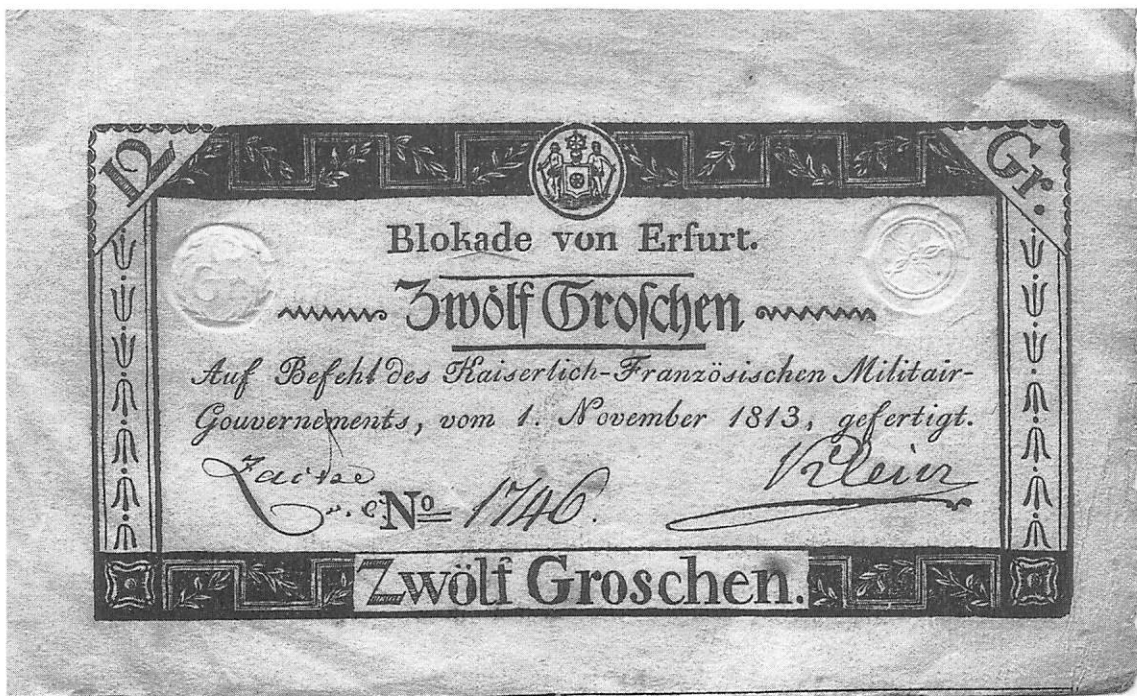 12
Gr.
Blokade von Erfurt.
Zwölf Groschen
Auf Befehl des Kaiserlich-Französischen Militair-
Gouvernements, vom 1. November 1813, gefertigt.
Klein
No 1746.
Zwölf Groschen.